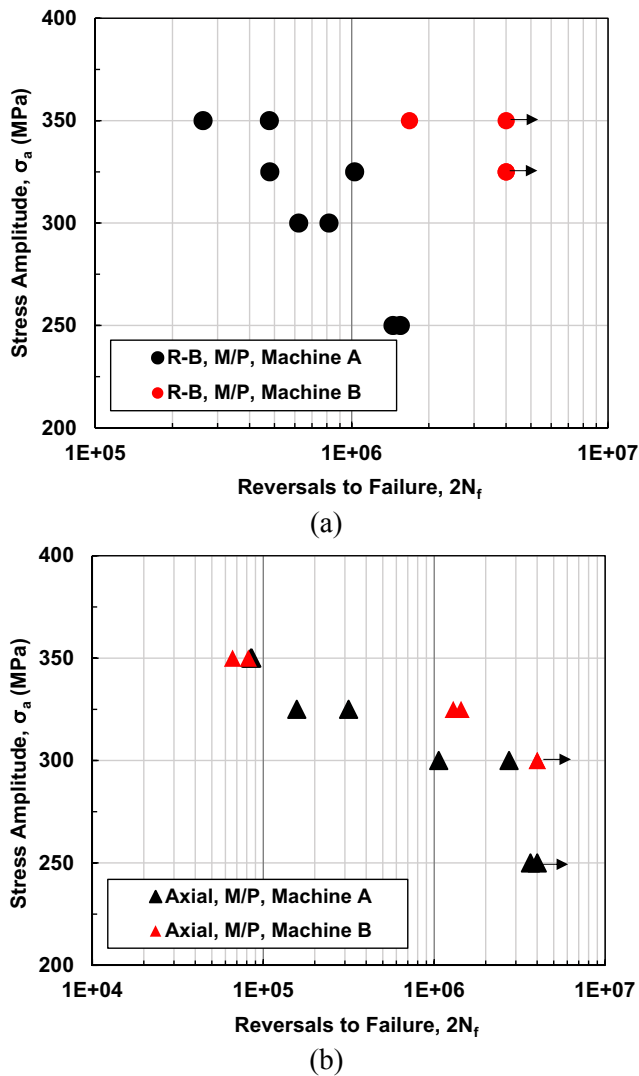 400
350
300
250
200
Stress Amplitude, σa (MPa)
R-B, M/P, Machine A
R-B, M/P, Machine B
1E+05
1E+06
1E+07
Reversals to Failure, 2Nf
(a)
400
350
300
250
200
Stress Amplitude, σa (MPa)
Axial, M/P, Machine A
Axial, M/P, Machine B
1E+04
1E+05
1E+06
1E+07
Reversals to Failure, 2Nf
(b)